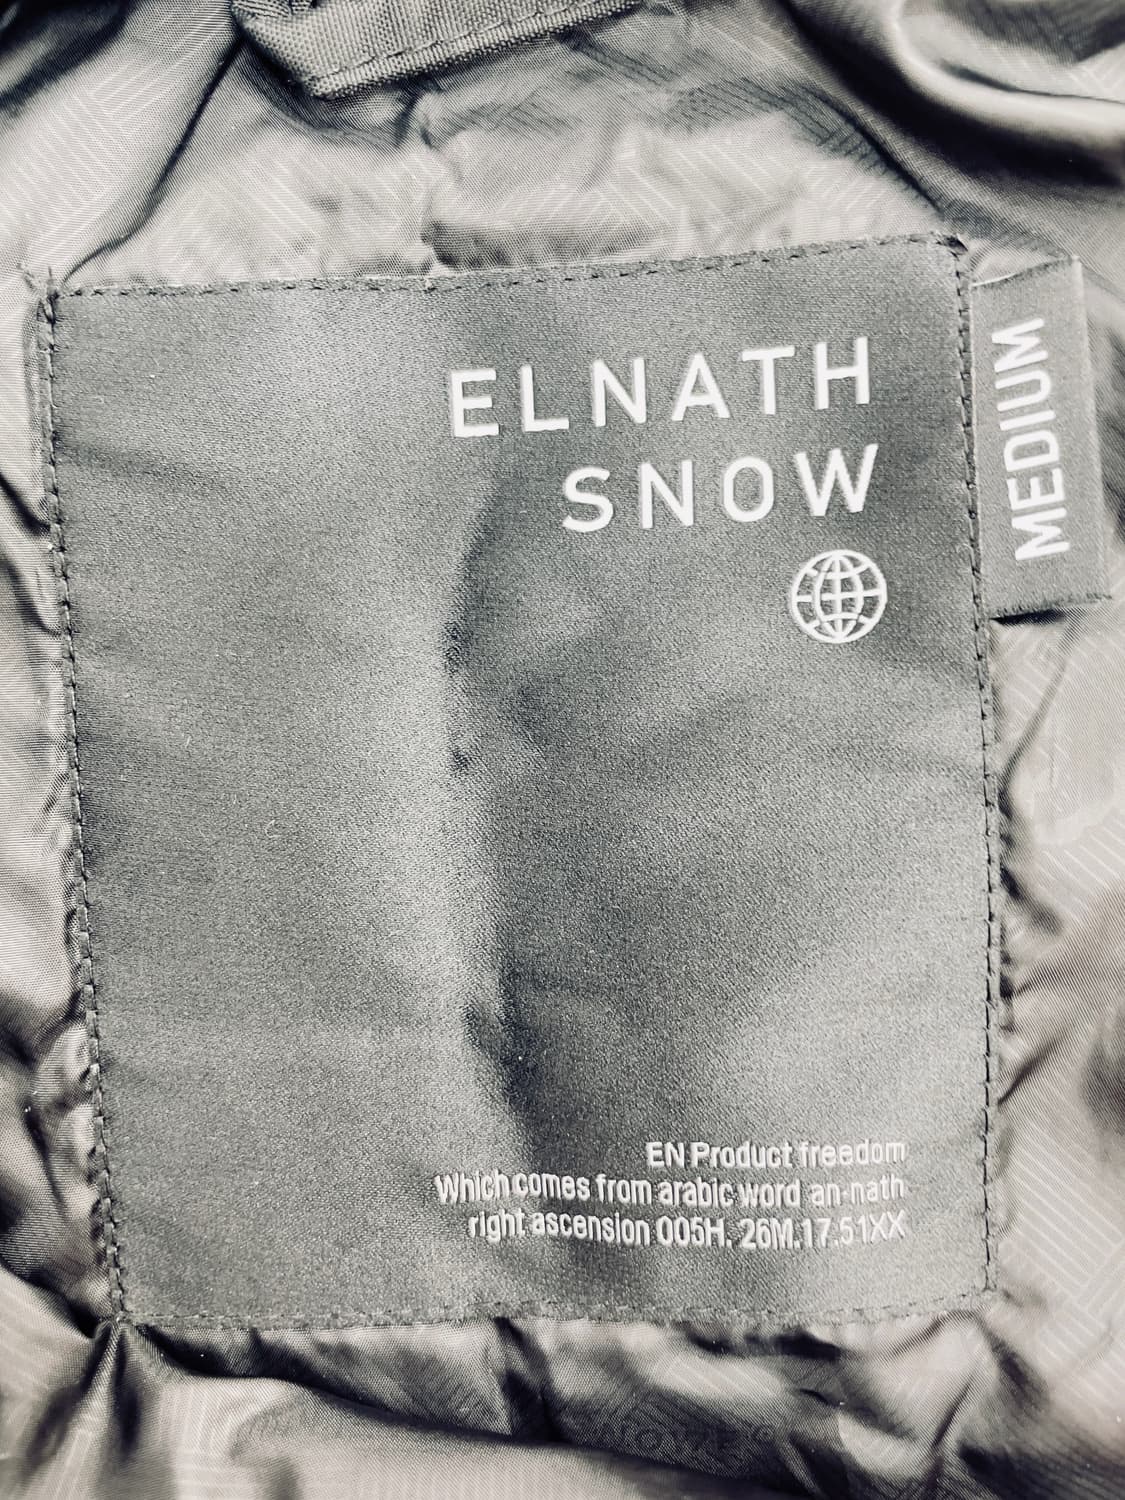 ELNATH
SNOW
MEDIUM
EN Product freedom
Which comes from arabic word an-nath
right ascension 005H. 26M.17.51XX